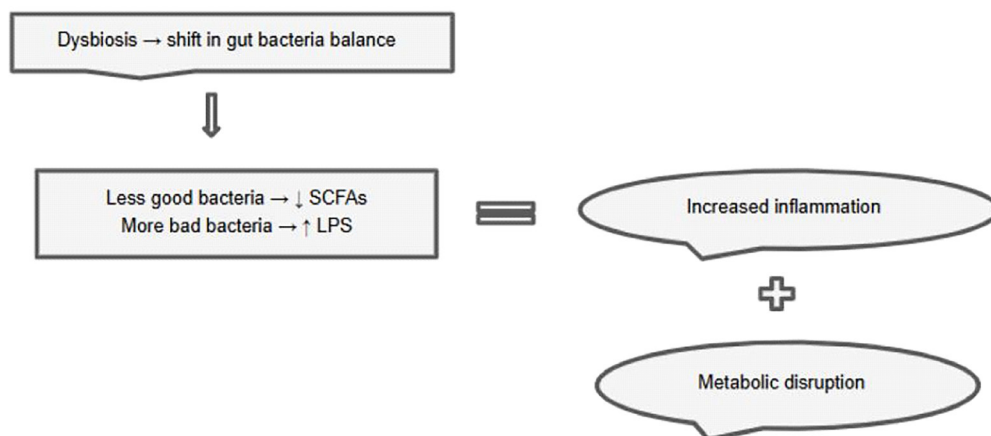 Dysbiosis → shift in gut bacteria balance
Less good bacteria → ↓ SCFAs
More bad bacteria → ↑ LPS
Increased inflammation
Metabolic disruption